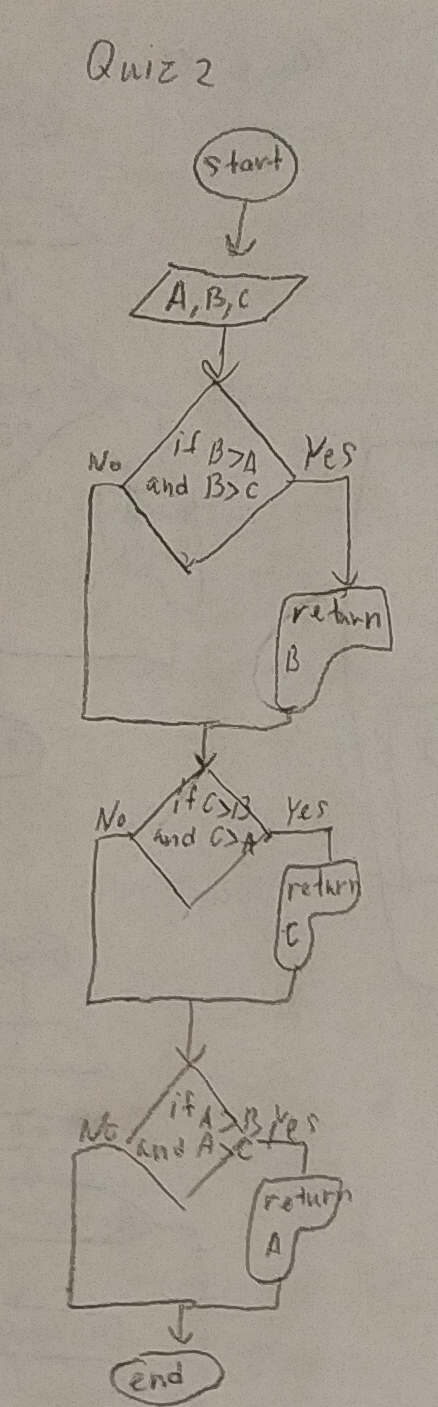 Quiz 2
start
A, B, C
if B>A
and B>C
No
Yes
return
B
if C>B
and C>A
No
Yes
return
C
if A>B
and A>C
No
Yes
return
A
end